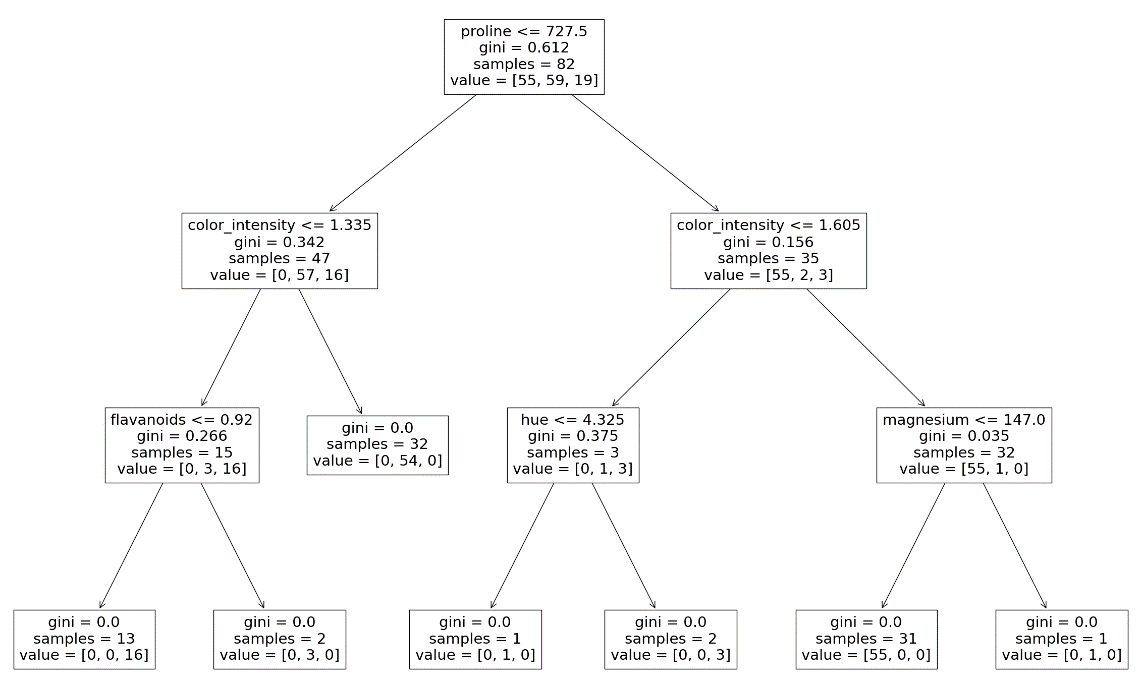 proline <= 727.5
gini = 0.612
samples = 82
value = [55, 59, 19]
color_intensity <= 1.335
gini = 0.342
samples = 47
value = [0, 57, 16]
color_intensity <= 1.605
gini = 0.156
samples = 35
value = [55, 2, 3]
flavanoids <= 0.92
gini = 0.266
samples = 15
value = [0, 3, 16]
gini = 0.0
samples = 32
value = [0, 54, 0]
hue <= 4.325
gini = 0.375
samples = 3
value = [0, 1, 3]
magnesium <= 147.0
gini = 0.035
samples = 32
value = [55, 1, 0]
gini = 0.0
samples = 13
value = [0, 0, 16]
gini = 0.0
samples = 2
value = [0, 3, 0]
gini = 0.0
samples = 1
value = [0, 1, 0]
gini = 0.0
samples = 2
value = [0, 0, 3]
gini = 0.0
samples = 31
value = [55, 0, 0]
gini = 0.0
samples = 1
value = [0, 1, 0]